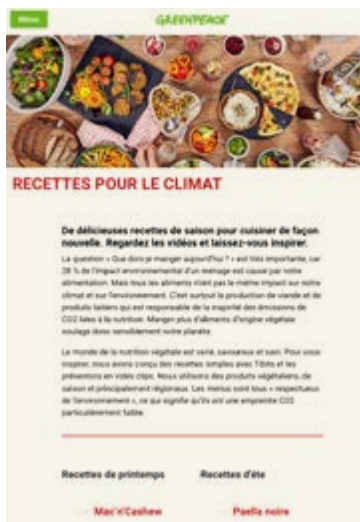 Menu
GREENPEACE
RECETTES POUR LE CLIMAT
De délicieuses recettes de saison pour cuisiner de façon
nouvelle. Regardez les vidéos et laissez-vous inspirer.
La question « Que dois-je manger aujourd'hui ? » est très importante, car
28 % de l'impact environnemental d'un ménage est causé par notre
alimentation. Mais tous les aliments n'ont pas le même impact sur notre
climat et sur l'environnement. C'est surtout la production de viande et de
produits laitiers qui est responsable de la majorité des émissions de
CO2 liées à la nutrition. Manger plus d'aliments d'origine végétale
soulage donc sensiblement notre planète.
Le monde de la nutrition végétale est varié, savoureux et sain. Pour vous
inspirer, nous avons conçu des recettes simples avec Tibits et les
présentons en vidéo clips. Nous utilisons des produits végétaliens, de
saison et principalement régionaux. Les menus sont tous « respectueux
de l'environnement », ce qui signifie qu'ils ont une empreinte CO2
particulièrement faible.
Recettes de printemps
Recettes d'éte
Mac'n'Cashew
Paella noire